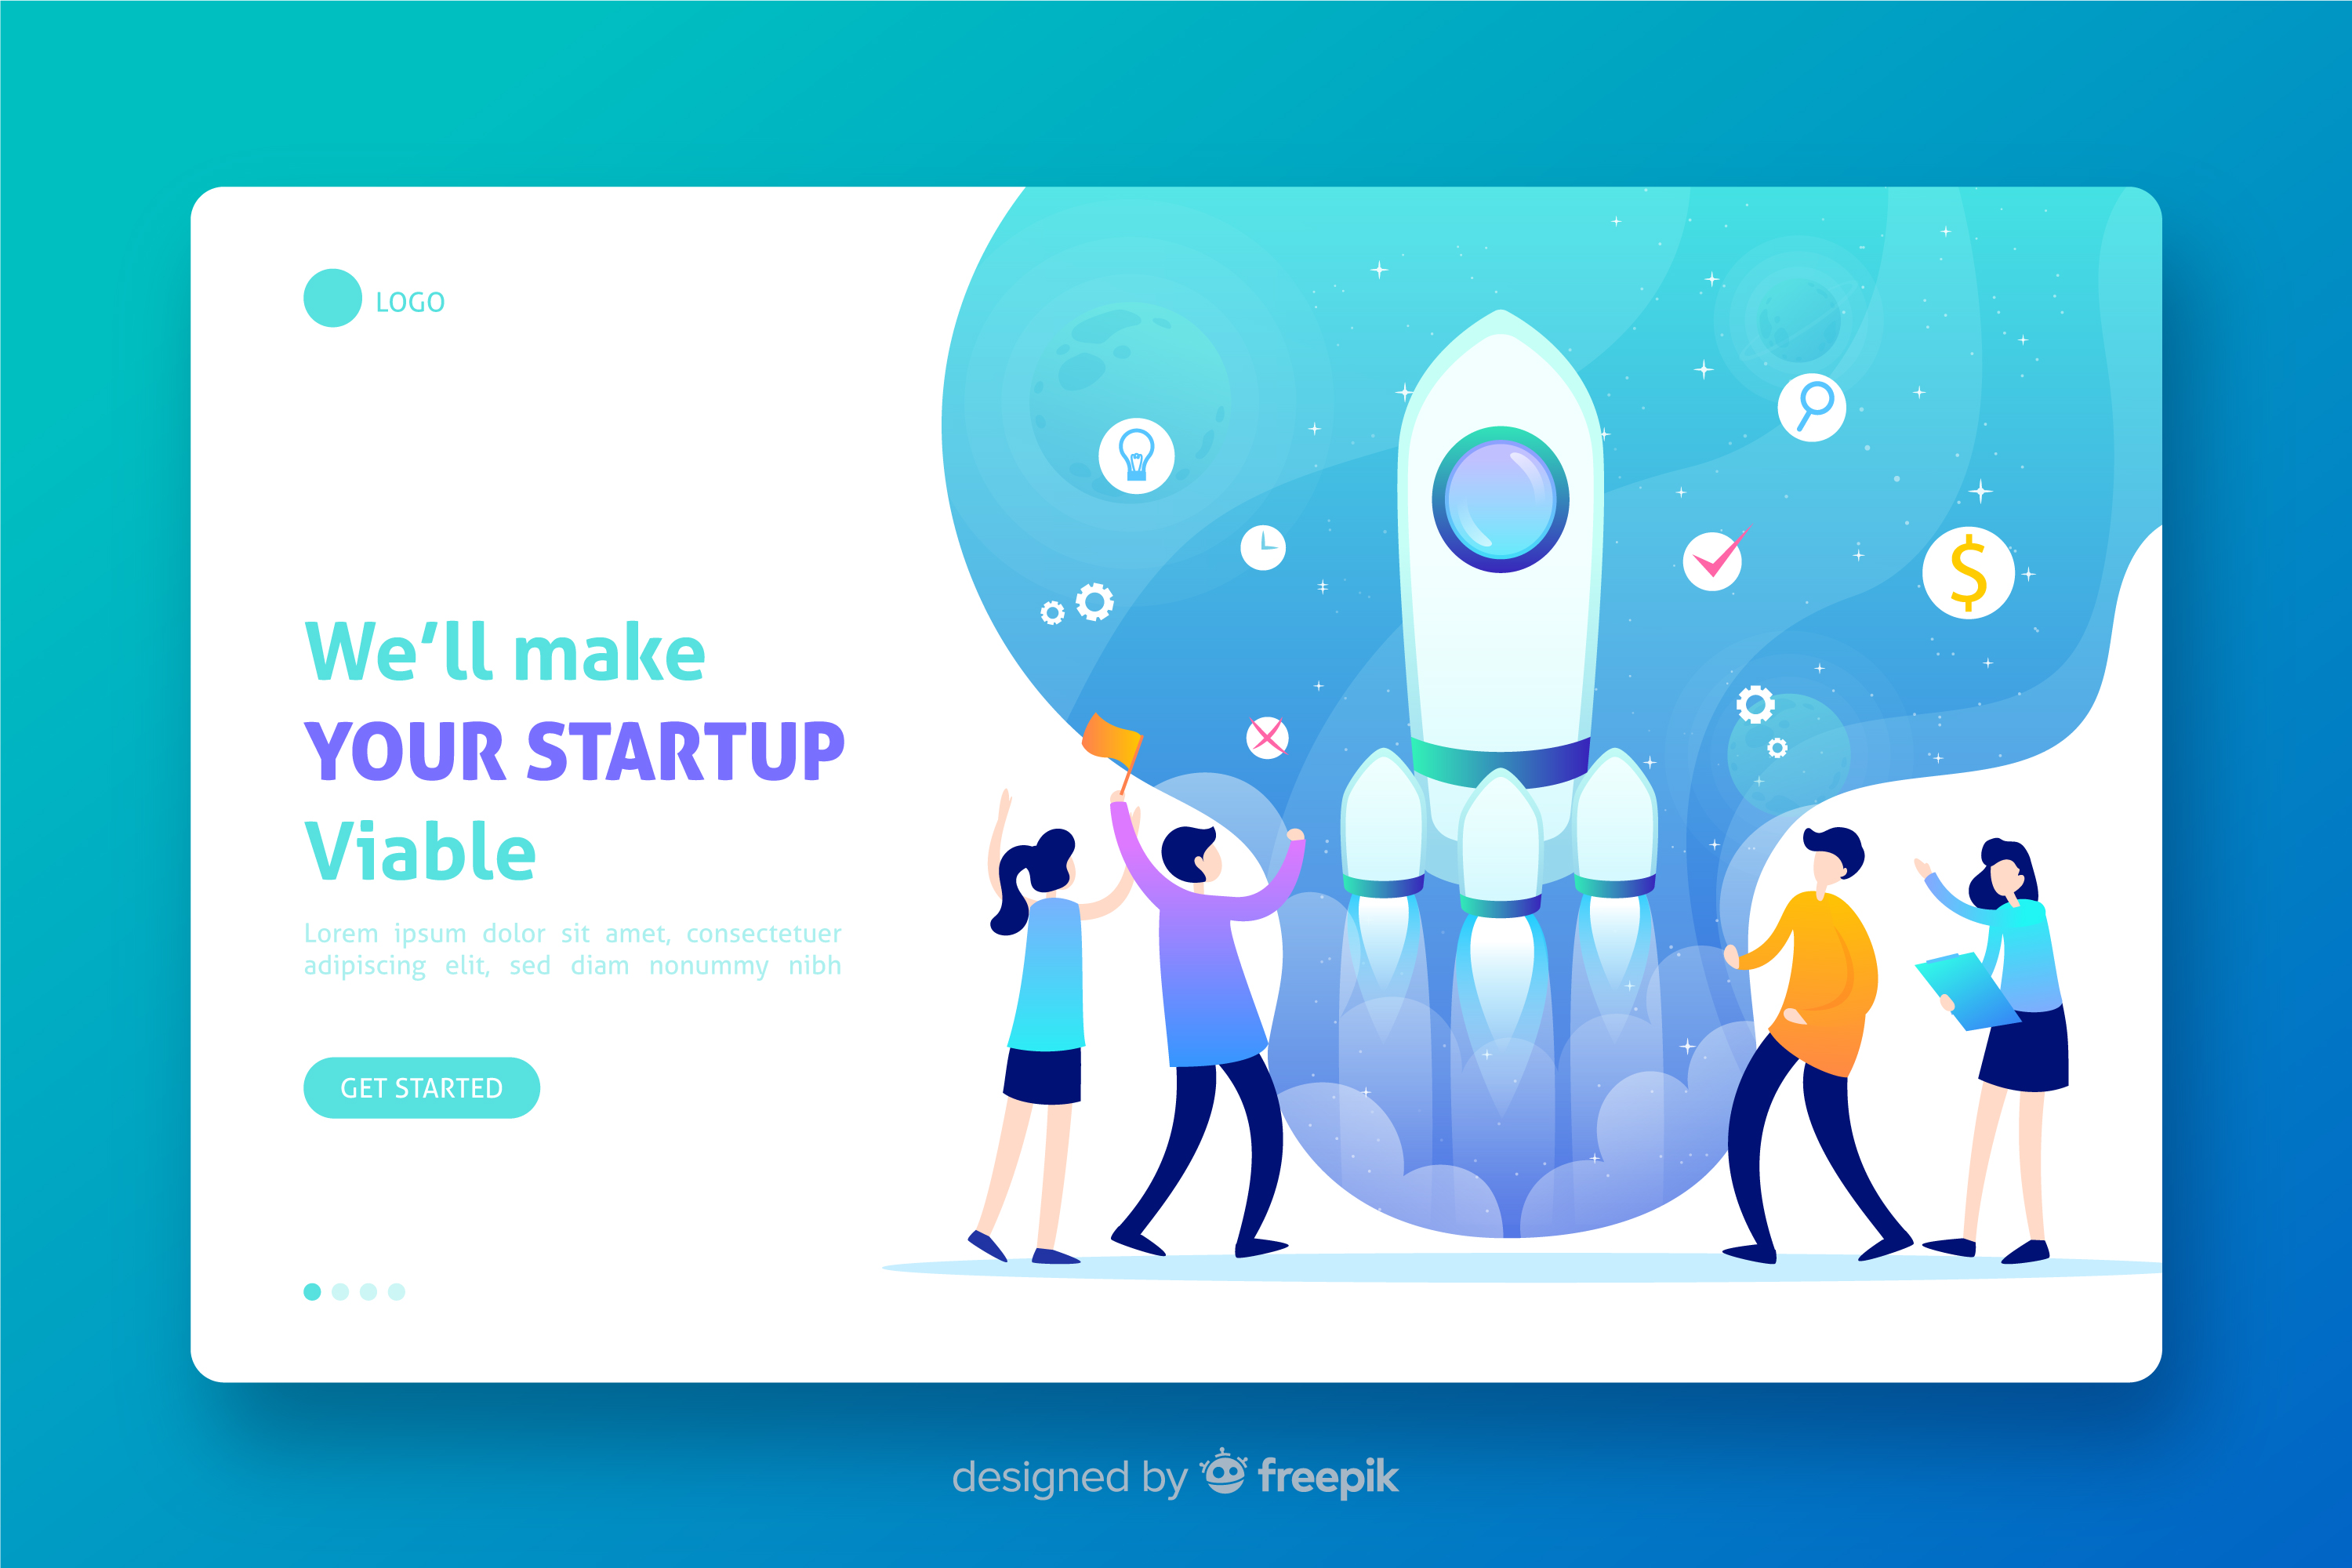 LOGO
We‘ll make
YOUR STARTUP
Viable
Lorem ipsum dolor sit amet, consectetuer
adipiscing elit, sed diam nonummy nibh
GET STARTED
$
designed by freepik